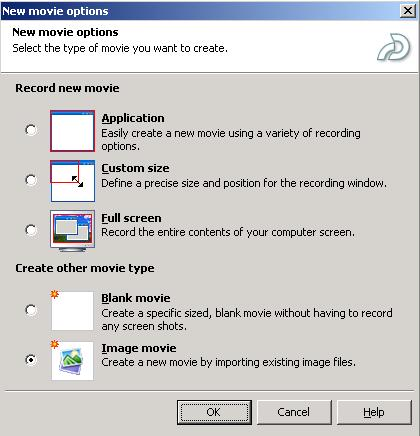 New movie options
New movie options
Select the type of movie you want to create.
Record new movie
Application
Easily create a new movie using a variety of recording
options.
Custom size
Define a precise size and position for the recording window.
Full screen
Record the entire contents of your computer screen.
Create other movie type
Blank movie
Create a specific sized, blank movie without having to record
any screen shots.
Image movie
Create a new movie by importing existing image files.
OK
Cancel
Help